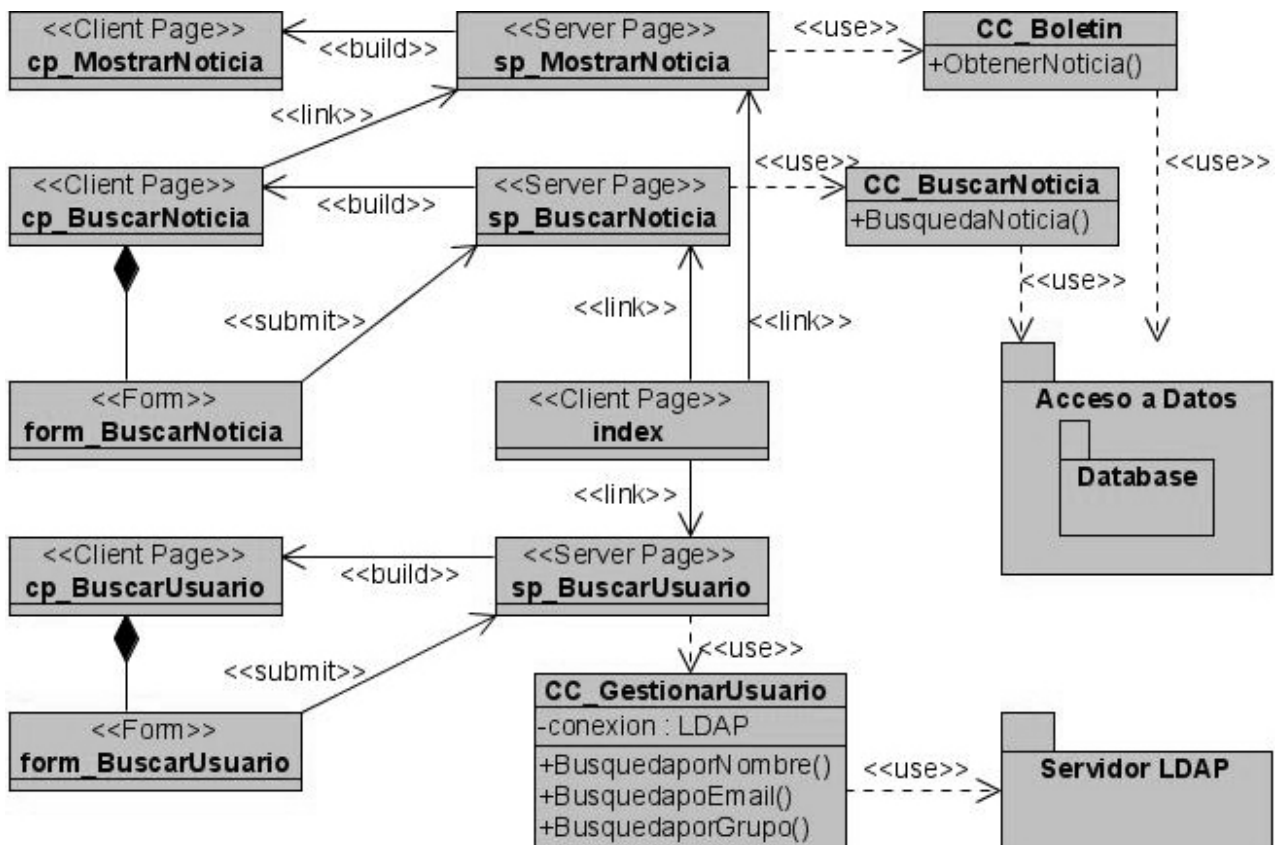 <<Client Page>>
cp_MostrarNoticia
<<build>>
<<Server Page>>
sp_MostrarNoticia
<<use>>
CC_Boletin
+ObtenerNoticia()
<<link>>
<<use>>
<<use>>
<<Client Page>>
cp_BuscarNoticia
<<build>>
<<Server Page>>
sp_BuscarNoticia
CC_BuscarNoticia
+BusquedaNoticia()
<<use>>
<<submit>>
<<link>>
<<link>>
<<Form>>
form_BuscarNoticia
<<Client Page>>
index
Acceso a Datos
Database
<<link>>
<<Client Page>>
cp_BuscarUsuario
<<build>>
<<Server Page>>
sp_BuscarUsuario
<<submit>>
<<use>>
<<Form>>
form_BuscarUsuario
CC_GestionarUsuario
-conexion : LDAP
+BusquedaporNombre()
+BusquedapoEmail()
+BusquedaporGrupo()
<<use>>
Servidor LDAP